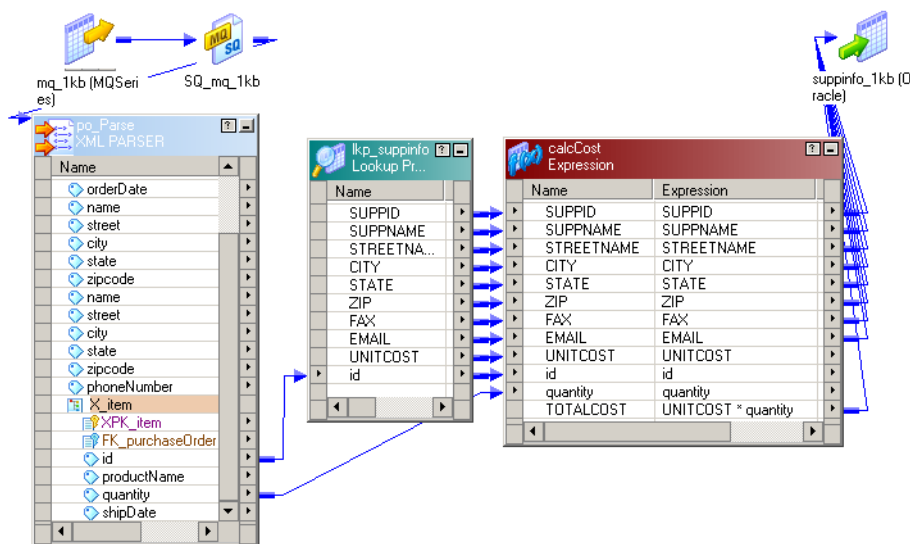 mq_1kb (MQSeri
es)
SQ_mq_1kb
MQ
SQ
suppinfo_1kb (O
racle)
po_Parse
XML PARSER
Name
orderDate
name
street
city
state
zipcode
name
street
city
state
zipcode
phoneNumber
X_item
XPK_item
FK_purchaseOrder
id
productName
quantity
shipDate
lkp_suppinfo
Lookup Pr...
Name
SUPPID
SUPPNAME
STREETNA...
CITY
STATE
ZIP
FAX
EMAIL
UNITCOST
id
f(x)
calcCost
Expression
Name Expression
SUPPID SUPPID
SUPPNAME SUPPNAME
STREETNAME STREETNAME
CITY CITY
STATE STATE
ZIP ZIP
FAX FAX
EMAIL EMAIL
UNITCOST UNITCOST
id id
quantity quantity
TOTALCOST UNITCOST * quantity